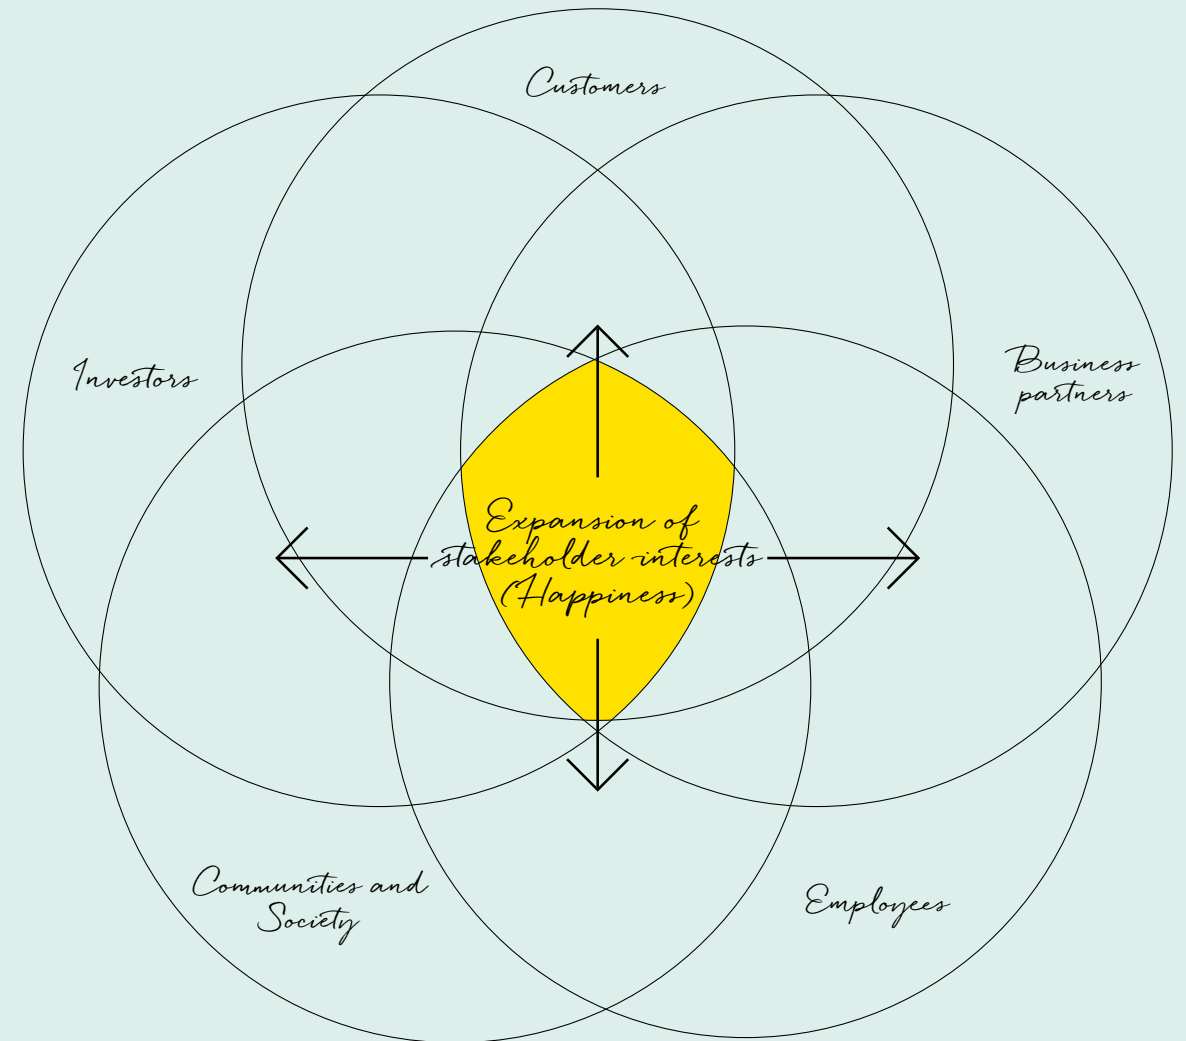 Customers
Investors
Business
partners
Expansion of
stakeholder interests
(Happiness)
Communities and
Society
Employees